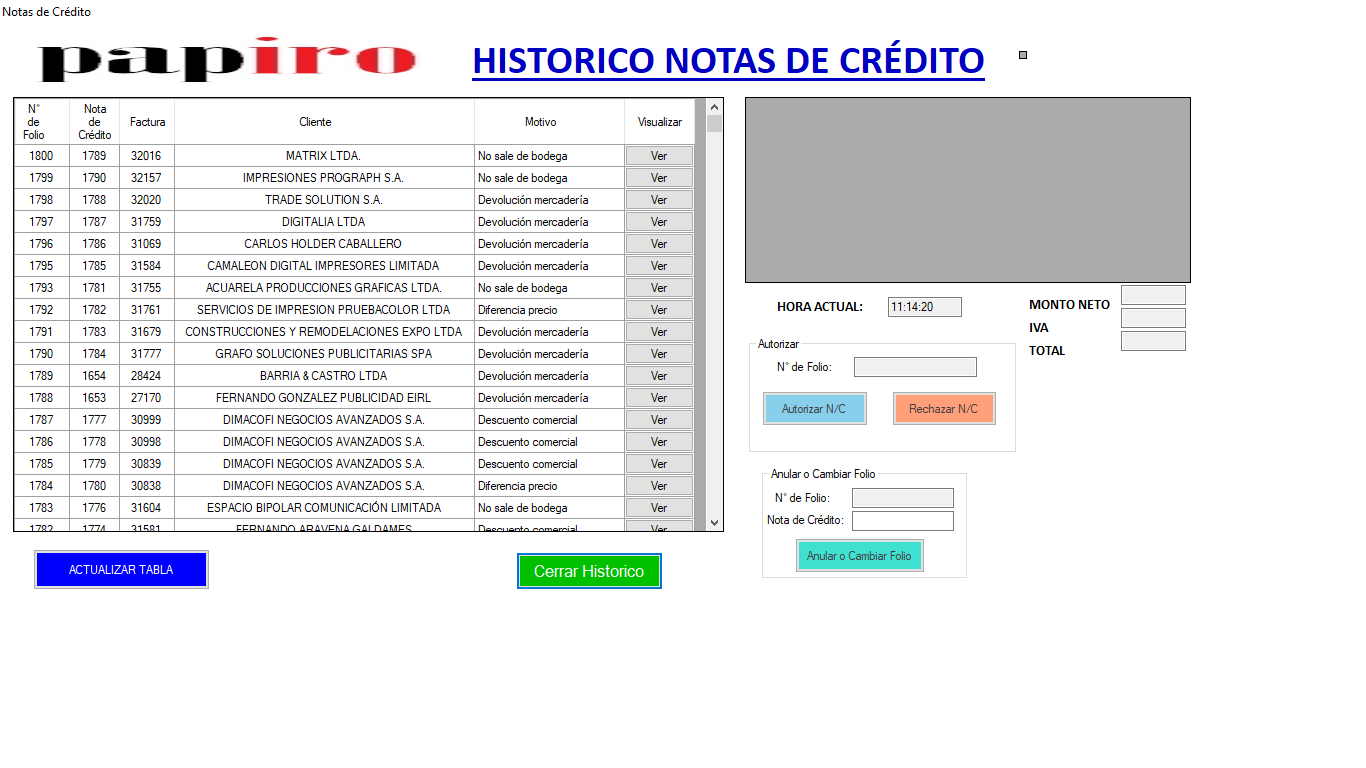 Notas de Crédito
papiro
HISTORICO NOTAS DE CRÉDITO
N° de Folio Nota de Crédito Factura Cliente Motivo Visualizar
1800 1789 32016 MATRIX LTDA. No sale de bodega Ver
1799 1790 32157 IMPRESIONES PROGRAPH S.A. No sale de bodega Ver
1798 1788 32020 TRADE SOLUTION S.A. Devolución mercadería Ver
1797 1787 31759 DIGITALIA LTDA Devolución mercadería Ver
1796 1786 31069 CARLOS HOLDER CABALLERO Devolución mercadería Ver
1795 1785 31584 CAMALEON DIGITAL IMPRESORES LIMITADA Devolución mercadería Ver
1793 1781 31755 ACUARELA PRODUCCIONES GRAFICAS LTDA. No sale de bodega Ver
1792 1782 31761 SERVICIOS DE IMPRESION PRUEBACOLOR LTDA Diferencia precio Ver
1791 1783 31679 CONSTRUCCIONES Y REMODELACIONES EXPO LTDA Devolución mercadería Ver
1790 1784 31777 GRAFO SOLUCIONES PUBLICITARIAS SPA Devolución mercadería Ver
1789 1654 28424 BARRIA & CASTRO LTDA Devolución mercadería Ver
1788 1653 27170 FERNANDO GONZALEZ PUBLICIDAD EIRL Devolución mercadería Ver
1787 1777 30999 DIMACOFI NEGOCIOS AVANZADOS S.A. Descuento comercial Ver
1786 1778 30998 DIMACOFI NEGOCIOS AVANZADOS S.A. Descuento comercial Ver
1785 1779 30839 DIMACOFI NEGOCIOS AVANZADOS S.A. Descuento comercial Ver
1784 1780 30838 DIMACOFI NEGOCIOS AVANZADOS S.A. Diferencia precio Ver
1783 1776 31604 ESPACIO BIPOLAR COMUNICACIÓN LIMITADA No sale de bodega Ver
1782 1774 31581 FERNANDO ARAVENA GALDAMES Descuento comercial Ver
ACTUALIZAR TABLA
Cerrar Historico
HORA ACTUAL: 11:14:20
MONTO NETO
IVA
TOTAL
Autorizar
N° de Folio:
Autorizar N/C Rechazar N/C
Anular o Cambiar Folio
N° de Folio:
Nota de Crédito:
Anular o Cambiar Folio